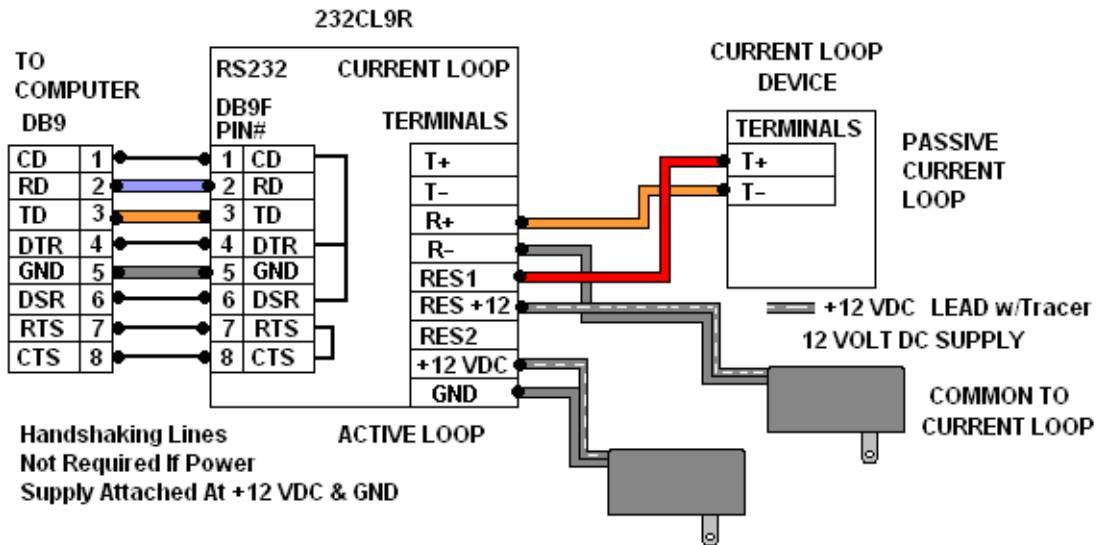 232CL9R
TO
COMPUTER
DB9
CD 1
RD 2
TD 3
DTR 4
GND 5
DSR 6
RTS 7
CTS 8
RS232
CURRENT LOOP
DB9F
PIN#
TERMINALS
1 CD
2 RD
3 TD
4 DTR
5 GND
6 DSR
7 RTS
8 CTS
T+
T-
R+
R-
RES1
RES +12
RES2
+12 VDC
GND
ACTIVE LOOP
CURRENT LOOP
DEVICE
TERMINALS
T+
T-
PASSIVE
CURRENT
LOOP
+12 VDC LEAD w/Tracer
12 VOLT DC SUPPLY
COMMON TO
CURRENT LOOP
Handshaking Lines
Not Required If Power
Supply Attached At +12 VDC & GND